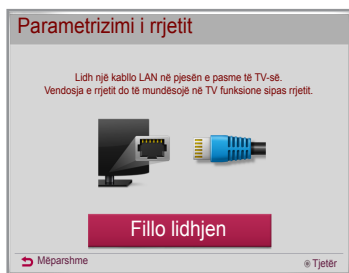 Parametrizimi i rrjetit
Lidh një kabllo LAN në pjesën e pasme të TV-së.
Vendosja e rrjetit do të mundësojë në TV funksione sipas rrjetit.
Fillo lidhjen
Mëparshme
Tjetër